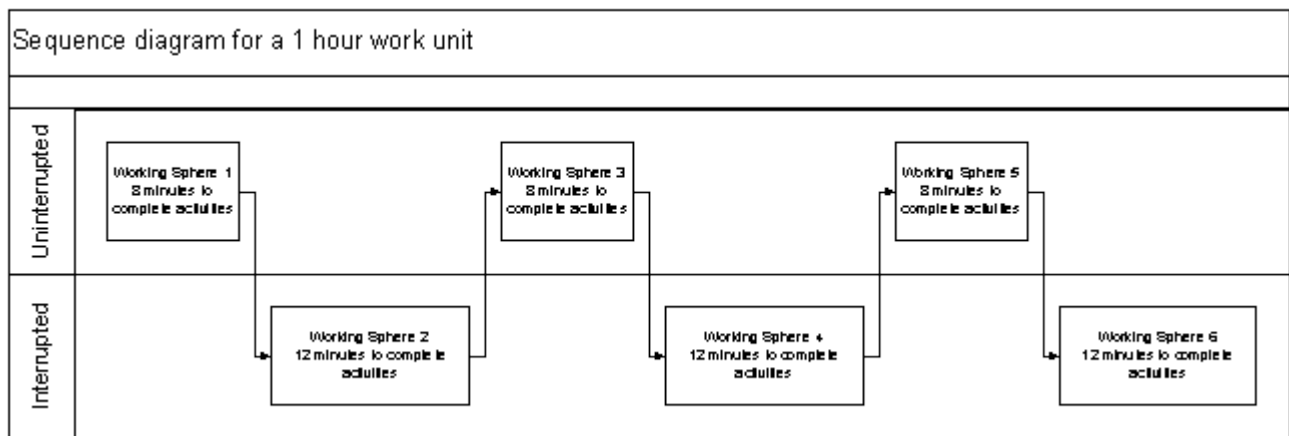 Sequence diagram for a 1 hour work unit
Uninterrupted
Working Sphere 1
8 minutes to
complete activities
Working Sphere 3
8 minutes to
complete activities
Working Sphere 5
8 minutes to
complete activities
Interrupted
Working Sphere 2
12 minutes to complete
activities
Working Sphere 4
12 minutes to complete
activities
Working Sphere 6
12 minutes to complete
activities